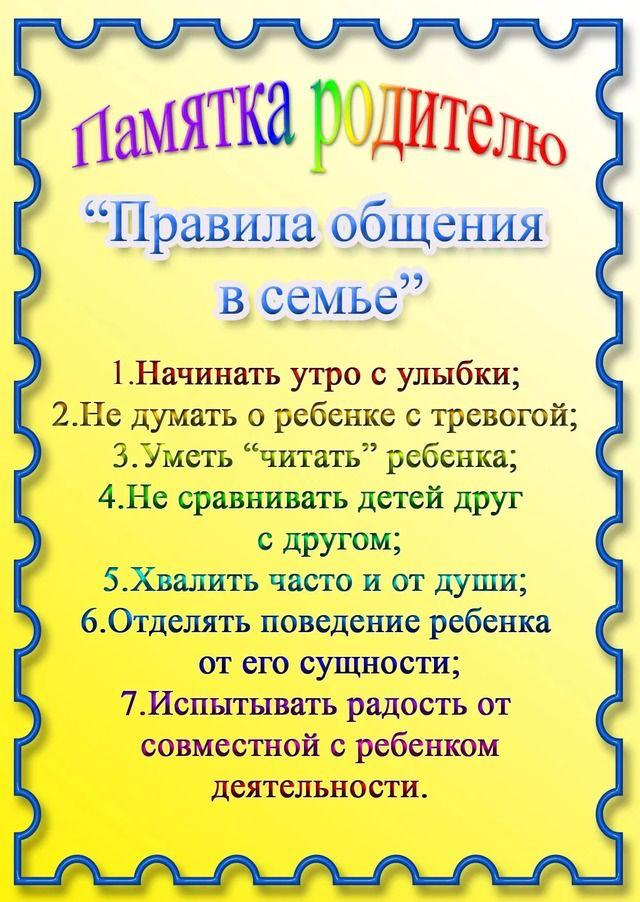 Памятка родителю
“Правила общения
в семье”
1.Начинать утро с улыбки;
2.Не думать о ребенке с тревогой;
3.Уметь “читать” ребенка;
4.Не сравнивать детей друг
с другом;
5.Хвалить часто и от души;
6.Отделять поведение ребенка
от его сущности;
7.Испытывать радость от
совместной с ребенком
деятельности.